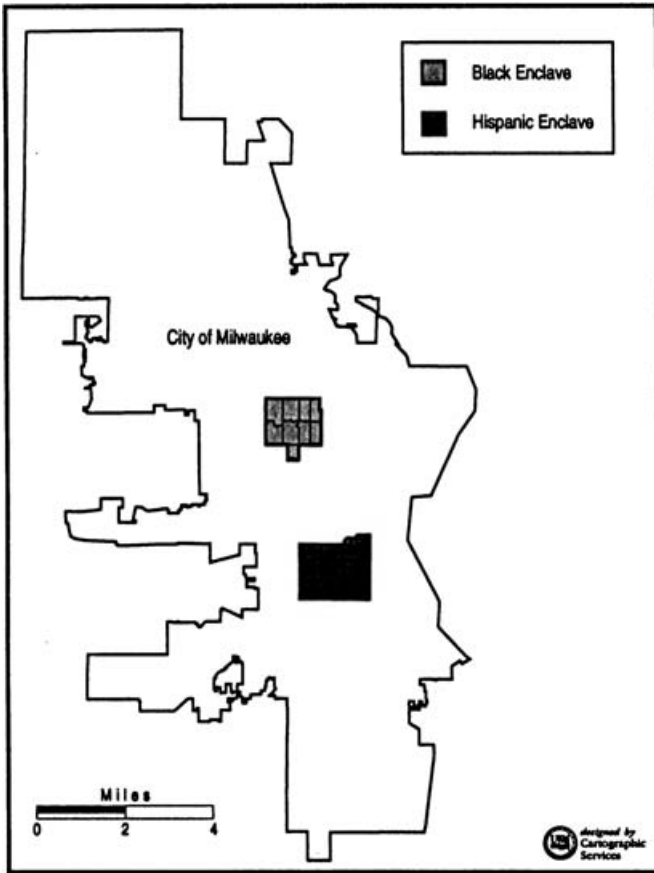 Black Enclave
Hispanic Enclave
City of Milwaukee
Miles
0 2 4
designed by
Cartographic
Services